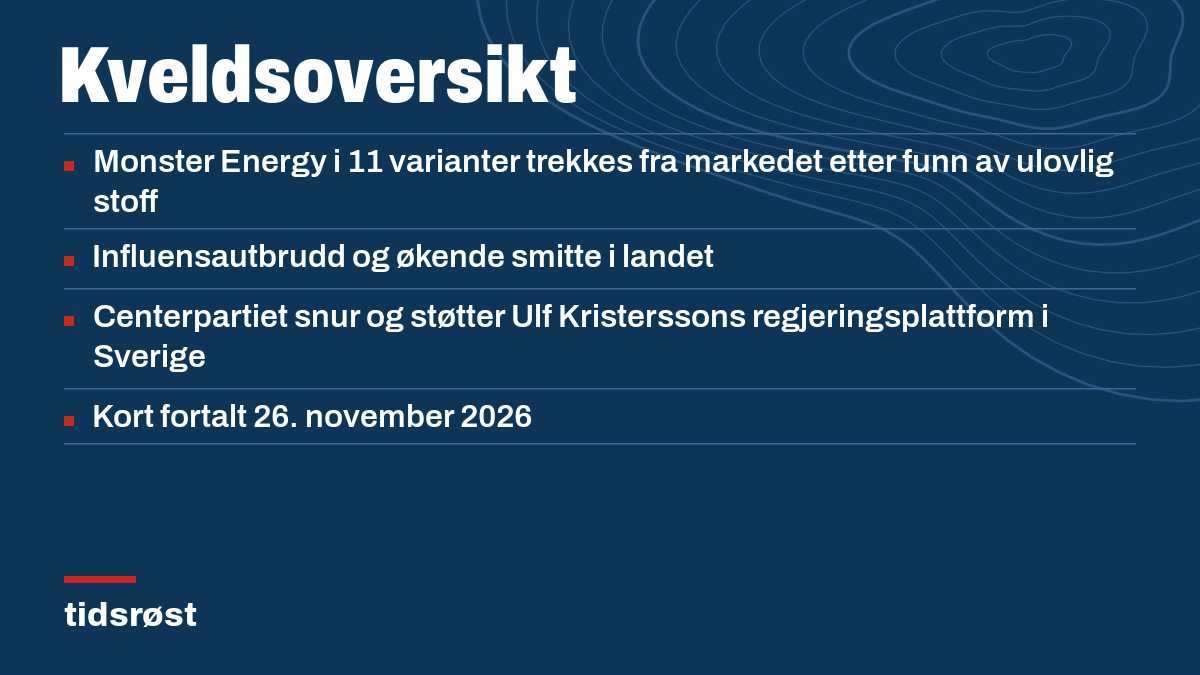 Kveldsoversikt
Monster Energy i 11 varianter trekkes fra markedet etter funn av ulovlig
stoff
Influensautbrudd og økende smitte i landet
Centerpartiet snur og støtter Ulf Kristerssons regjeringsplattform i
Sverige
Kort fortalt 26. november 2026
tidsrøst